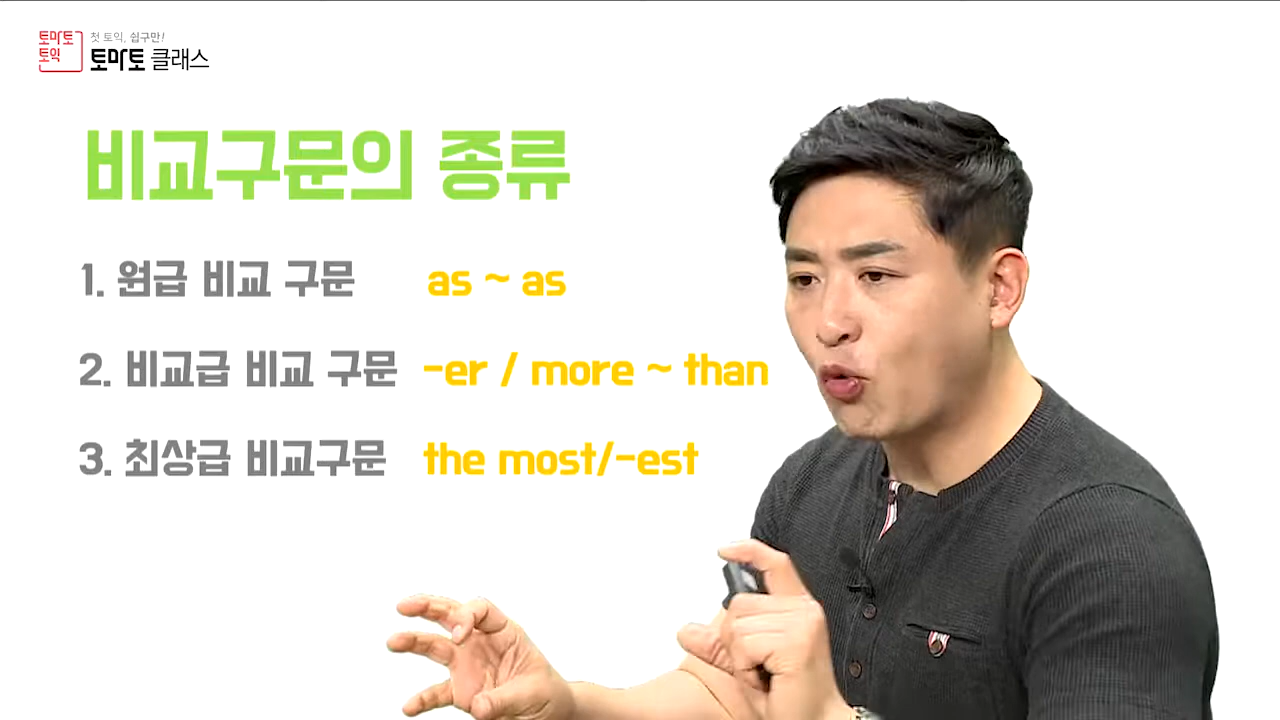 토마토
토익
첫 토익, 쉽구만!
토마토 클래스
비교구문의 종류
1. 원급 비교 구문 as ~ as
2. 비교급 비교 구문 -er / more ~ than
3. 최상급 비교구문 the most/-est